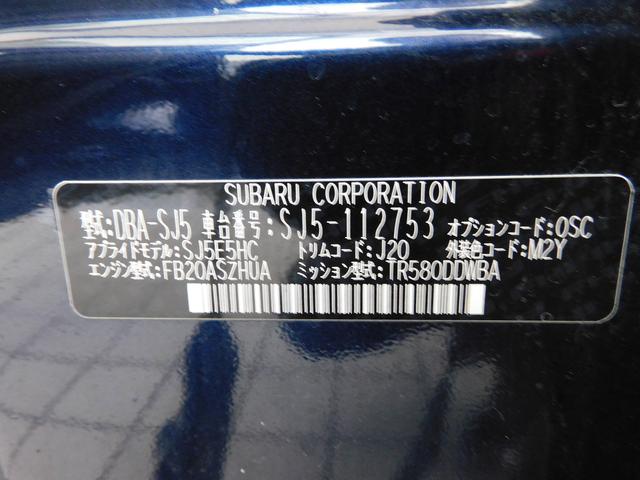 SUBARU CORPORATION
型式:DBA-SJ5 車台番号:SJ5-112753 オプションコード:OSC
アプライドモデル:SJ5E5HC トリムコード:J20 外装色コード:M2Y
エンジン型式:FB20ASZHUA ミッション型式:TR580DDWBA